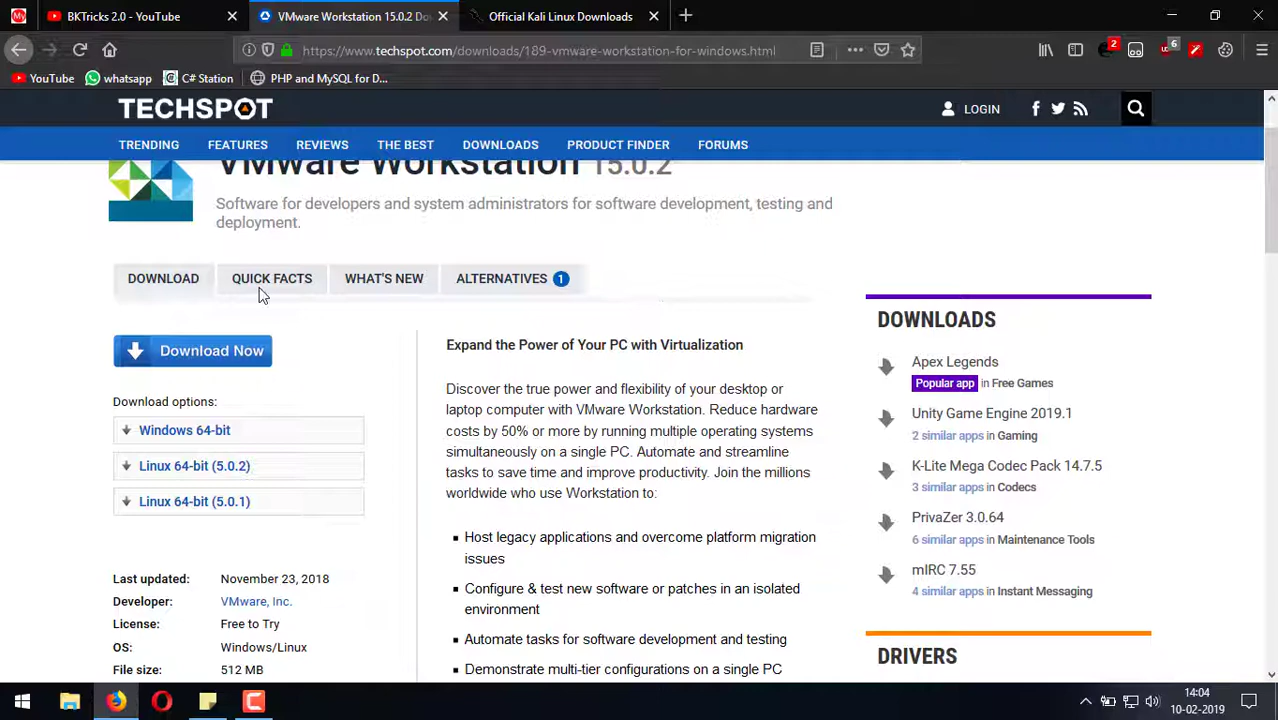 BKTricks 2.0 - YouTube
VMware Workstation 15.0.2 Do
Official Kali Linux Downloads
https://www.techspot.com/downloads/189-vmware-workstation-for-windows.html
2
6
YouTube
whatsapp
C# Station
PHP and MySQL for D...
TECHSPOT
LOGIN
TRENDING
FEATURES
REVIEWS
THE BEST
DOWNLOADS
PRODUCT FINDER
FORUMS
VMware Workstation 15.0.2
Software for developers and system administrators for software development, testing and
deployment.
DOWNLOAD
QUICK FACTS
WHAT'S NEW
ALTERNATIVES 1
Download Now
Download options:
Windows 64-bit
Linux 64-bit (5.0.2)
Linux 64-bit (5.0.1)
Last updated: November 23, 2018
Developer: VMware, Inc.
License: Free to Try
OS: Windows/Linux
File size: 512 MB
Expand the Power of Your PC with Virtualization
Discover the true power and flexibility of your desktop or
laptop computer with VMware Workstation. Reduce hardware
costs by 50% or more by running multiple operating systems
simultaneously on a single PC. Automate and streamline
tasks to save time and improve productivity. Join the millions
worldwide who use Workstation to:
Host legacy applications and overcome platform migration
issues
Configure & test new software or patches in an isolated
environment
Automate tasks for software development and testing
Demonstrate multi-tier configurations on a single PC
DOWNLOADS
Apex Legends
Popular app in Free Games
Unity Game Engine 2019.1
2 similar apps in Gaming
K-Lite Mega Codec Pack 14.7.5
3 similar apps in Codecs
PrivaZer 3.0.64
6 similar apps in Maintenance Tools
mIRC 7.55
4 similar apps in Instant Messaging
DRIVERS
14:04
10-02-2019